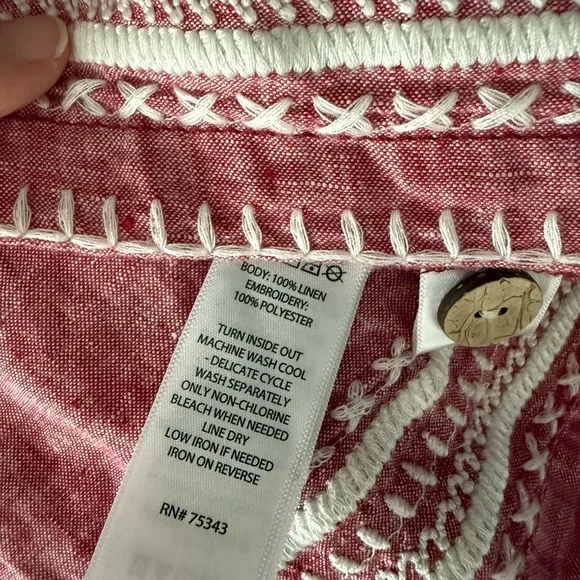 BODY: 100% LINEN
EMBROIDERY:
100% POLYESTER
TURN INSIDE OUT
MACHINE WASH COOL
- DELICATE CYCLE
WASH SEPARATELY
ONLY NON-CHLORINE
BLEACH WHEN NEEDED
LINE DRY
LOW IRON IF NEEDED
IRON ON REVERSE
RN# 75343